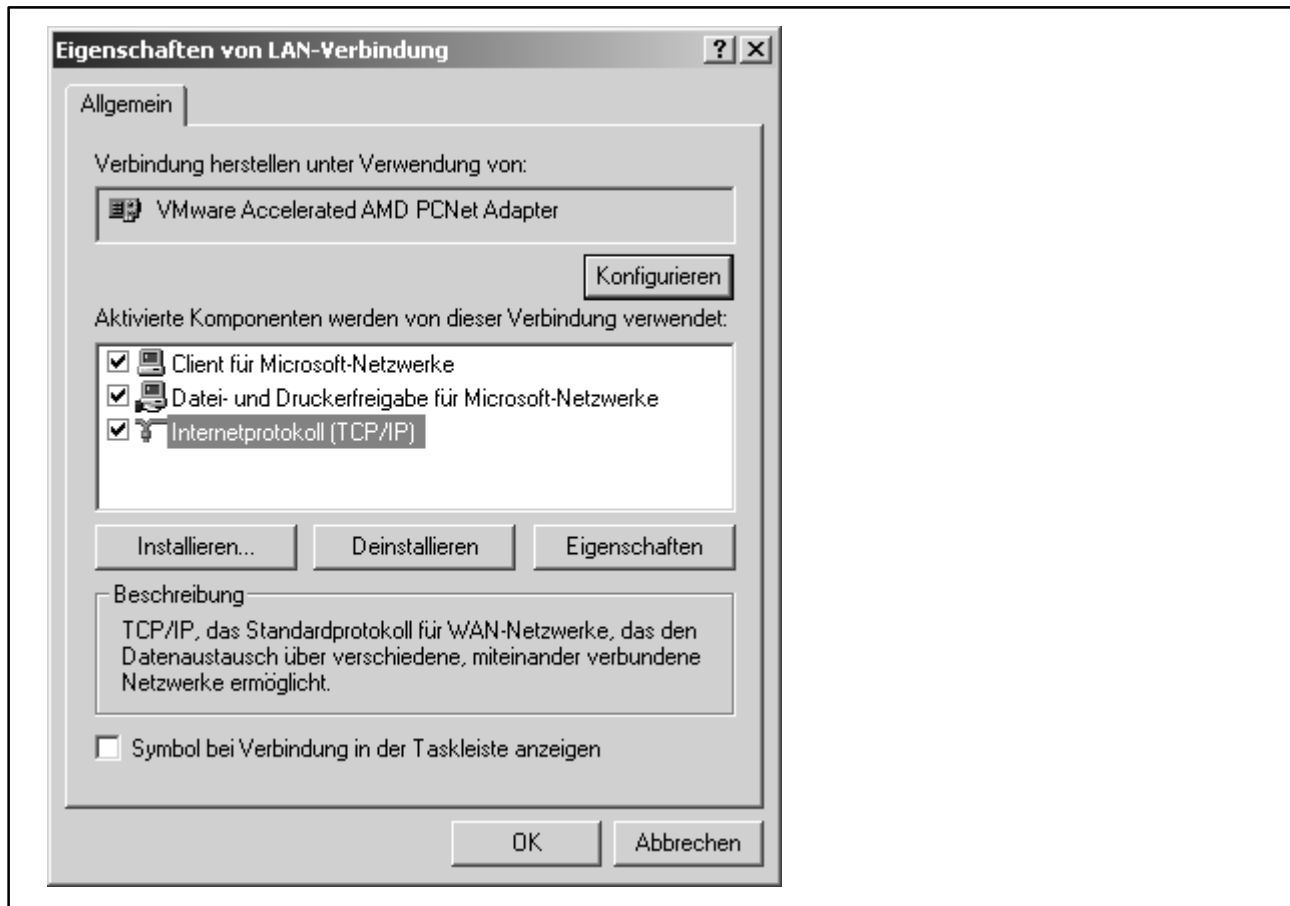 Eigenschaften von LAN-Verbindung
Allgemein
Verbindung herstellen unter Verwendung von:
VMware Accelerated AMD PCNet Adapter
Konfigurieren
Aktivierte Komponenten werden von dieser Verbindung verwendet:
Client für Microsoft-Netzwerke
Datei- und Druckerfreigabe für Microsoft-Netzwerke
Internetprotokoll (TCP/IP)
Installieren... Deinstallieren Eigenschaften
Beschreibung
TCP/IP, das Standardprotokoll für WAN-Netzwerke, das den
Datenaustausch über verschiedene, miteinander verbundene
Netzwerke ermöglicht.
Symbol bei Verbindung in der Taskleiste anzeigen
OK Abbrechen